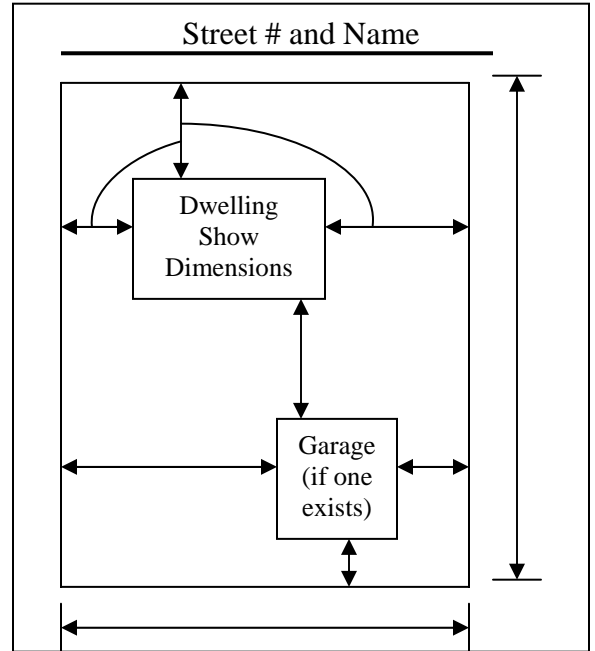 Street # and Name
Dwelling
Show
Dimensions
Garage
(if one
exists)